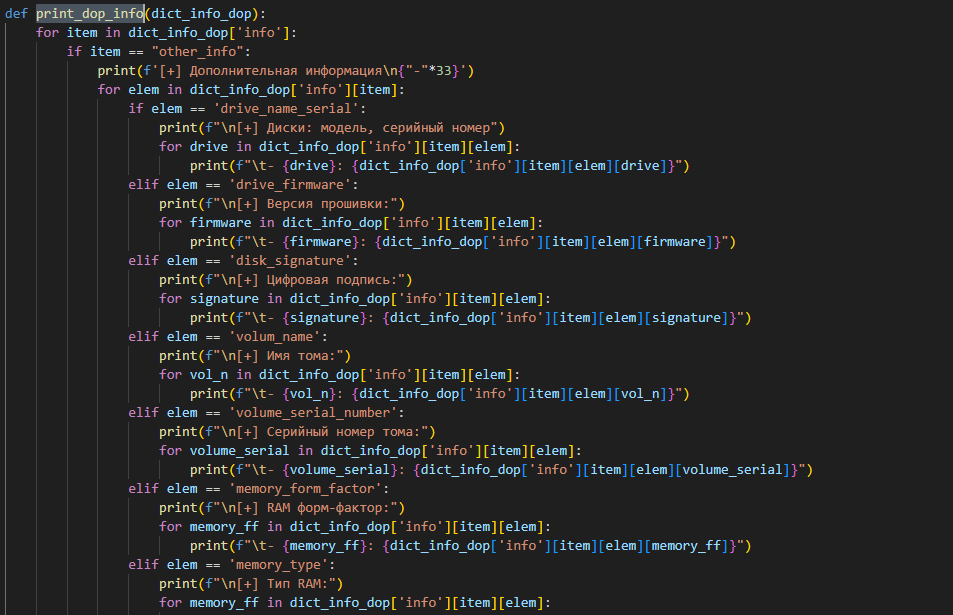 def print_dop_info(dict_info_dop):
    for item in dict_info_dop['info']:
        if item == "other_info":
            print(f'[+] Дополнительная информация\n{"-"*33}')
            for elem in dict_info_dop['info'][item]:
                if elem == 'drive_name_serial':
                    print(f"\n[+] Диски: модель, серийный номер")
                    for drive in dict_info_dop['info'][item][elem]:
                        print(f"\t- {drive}: {dict_info_dop['info'][item][elem][drive]}")
                elif elem == 'drive_firmware':
                    print(f"\n[+] Версия прошивки:")
                    for firmware in dict_info_dop['info'][item][elem]:
                        print(f"\t- {firmware}: {dict_info_dop['info'][item][elem][firmware]}")
                elif elem == 'disk_signature':
                    print(f"\n[+] Цифровая подпись:")
                    for signature in dict_info_dop['info'][item][elem]:
                        print(f"\t- {signature}: {dict_info_dop['info'][item][elem][signature]}")
                elif elem == 'volum_name':
                    print(f"\n[+] Имя тома:")
                    for vol_n in dict_info_dop['info'][item][elem]:
                        print(f"\t- {vol_n}: {dict_info_dop['info'][item][elem][vol_n]}")
                elif elem == 'volume_serial_number':
                    print(f"\n[+] Серийный номер тома:")
                    for volume_serial in dict_info_dop['info'][item][elem]:
                        print(f"\t- {volume_serial}: {dict_info_dop['info'][item][elem][volume_serial]}")
                elif elem == 'memory_form_factor':
                    print(f"\n[+] RAM форм-фактор:")
                    for memory_ff in dict_info_dop['info'][item][elem]:
                        print(f"\t- {memory_ff}: {dict_info_dop['info'][item][elem][memory_ff]}")
                elif elem == 'memory_type':
                    print(f"\n[+] Тип RAM:")
                    for memory_ff in dict_info_dop['info'][item][elem]: